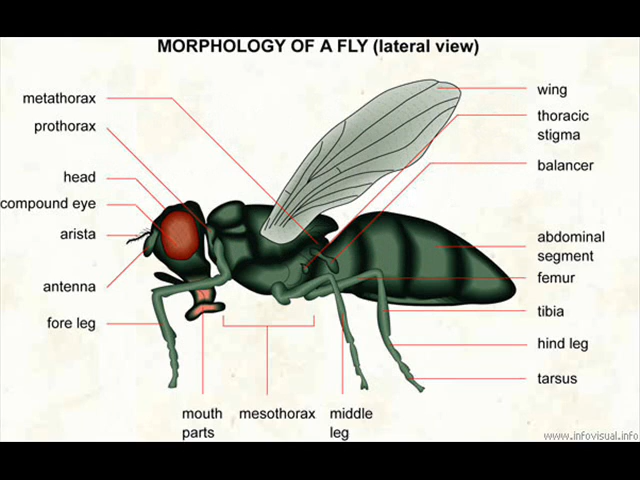 MORPHOLOGY OF A FLY (lateral view)
metathorax
prothorax
head
compound eye
arista
antenna
fore leg
wing
thoracic
stigma
balancer
abdominal
segment
femur
tibia
hind leg
tarsus
mouth
parts
mesothorax
middle
leg
www.infovisual.info